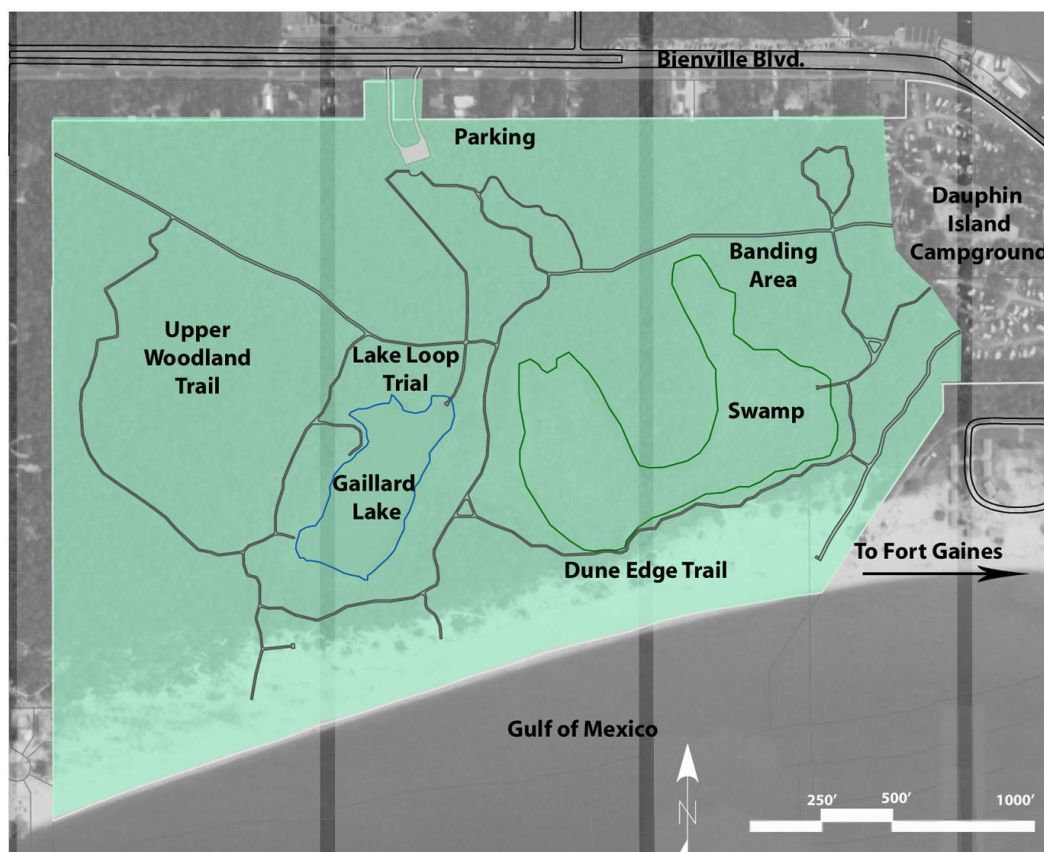 Bienville Blvd.
Parking
Dauphin
Island
Campground
Banding
Area
Upper
Woodland
Trail
Lake Loop
Trial
Swamp
Gaillard
Lake
To Fort Gaines
Dune Edge Trail
Gulf of Mexico
N
250'
500'
1000'